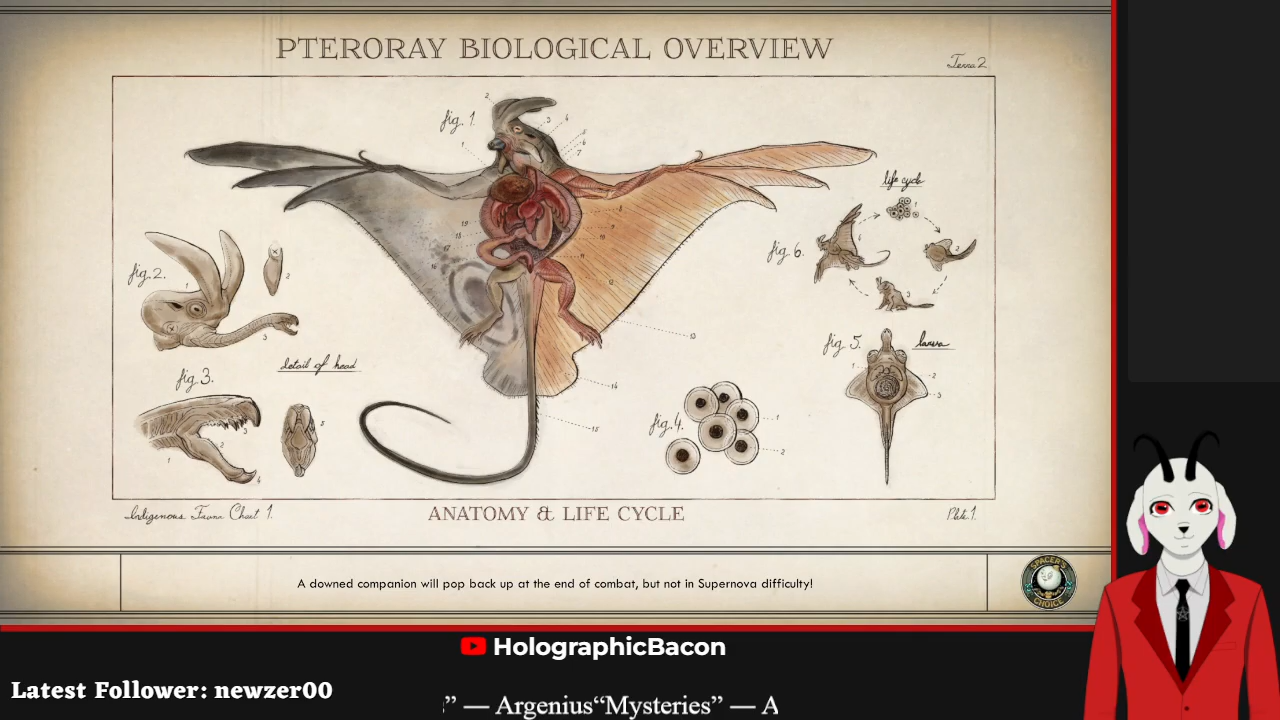 PTERORAY BIOLOGICAL OVERVIEW
Terra 2
fig. 1.
life cycle
fig. 6.
fig. 2.
detail of head
fig. 3.
fig. 4.
fig. 5.
larva
Indigenous Fauna Chart 1.
ANATOMY & LIFE CYCLE
Plate 1.
A downed companion will pop back up at the end of combat, but not in Supernova difficulty!
SPACER'S
CHOICE
HolographicBacon
Latest Follower: newzer00
” — Argenius“Mysteries” — A